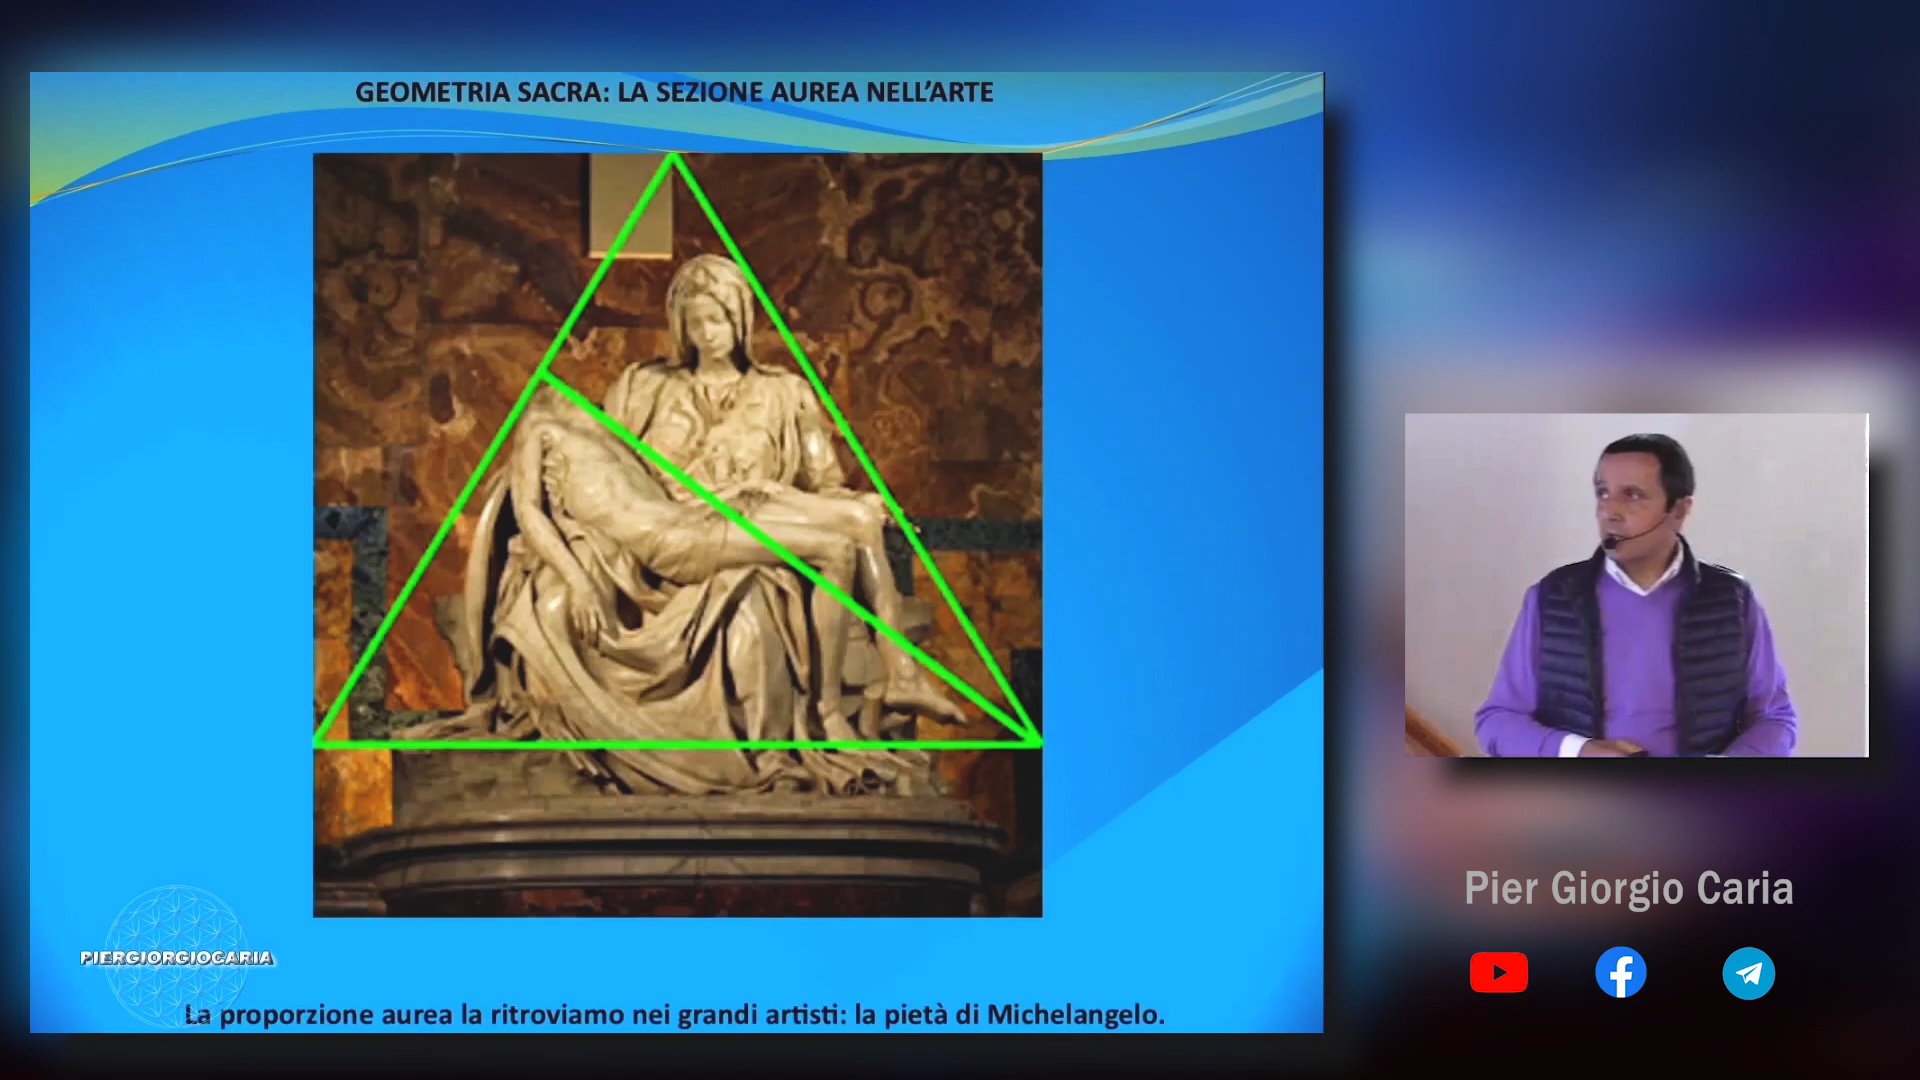 GEOMETRIA SACRA: LA SEZIONE AUREA NELL'ARTE
Pier Giorgio Caria
PIERGIORGIOCARIA
La proporzione aurea la ritroviamo nei grandi artisti: la pietà di Michelangelo.